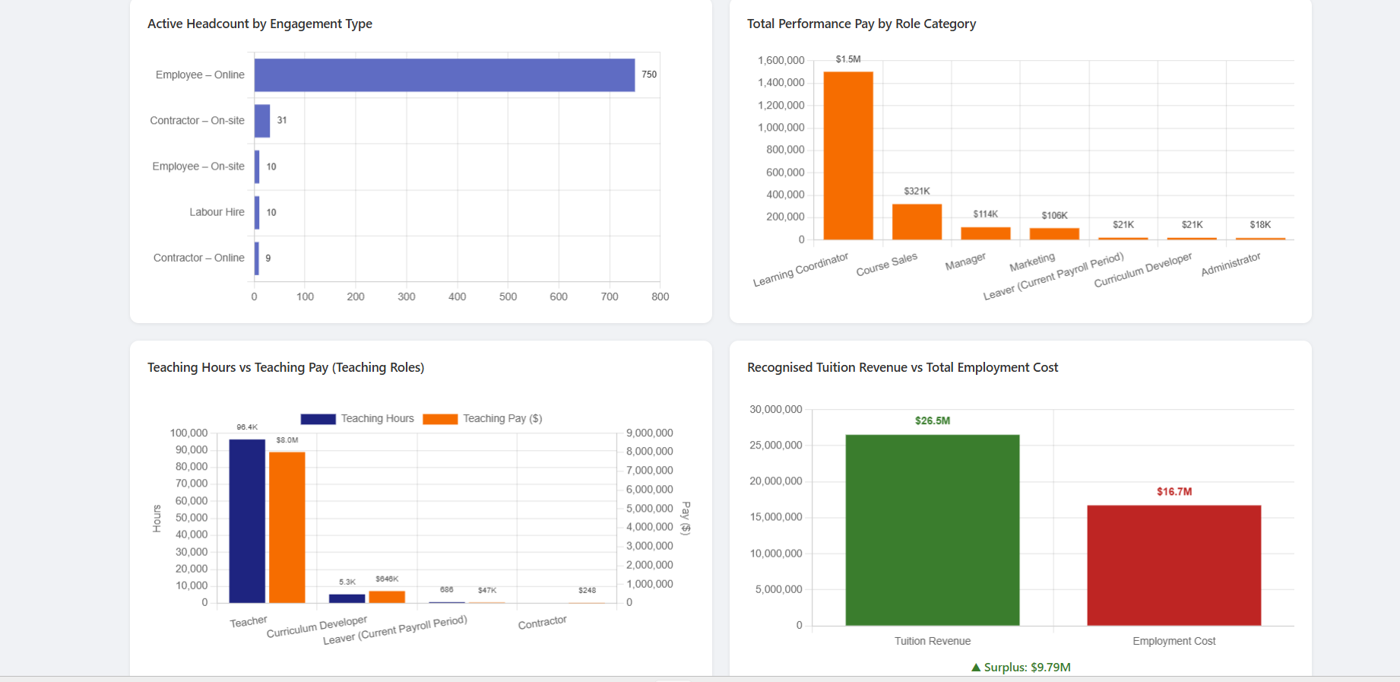 Active Headcount by Engagement Type
Employee – Online
750
Contractor – On-site
31
Employee – On-site
10
Labour Hire
10
Contractor – Online
9
0 100 200 300 400 500 600 700 800
Total Performance Pay by Role Category
1,600,000
1,400,000
1,200,000
1,000,000
800,000
600,000
400,000
200,000
0
$1.5M
$321K
$114K
$106K
$21K
$21K
$18K
Learning Coordinator
Course Sales
Manager
Marketing
Leaver (Current Payroll Period)
Curriculum Developer
Administrator
Teaching Hours vs Teaching Pay (Teaching Roles)
Teaching Hours Teaching Pay ($)
Hours
100,000
90,000
80,000
70,000
60,000
50,000
40,000
30,000
20,000
10,000
0
96.4K
$8.0M
5.3K
$646K
686
$47K
$248
9,000,000
8,000,000
7,000,000
6,000,000
5,000,000
4,000,000
3,000,000
2,000,000
1,000,000
0
Pay ($)
Teacher
Curriculum Developer
Leaver (Current Payroll Period)
Contractor
Recognised Tuition Revenue vs Total Employment Cost
30,000,000
25,000,000
20,000,000
15,000,000
10,000,000
5,000,000
0
$26.5M
$16.7M
Tuition Revenue
Employment Cost
▲ Surplus: $9.79M